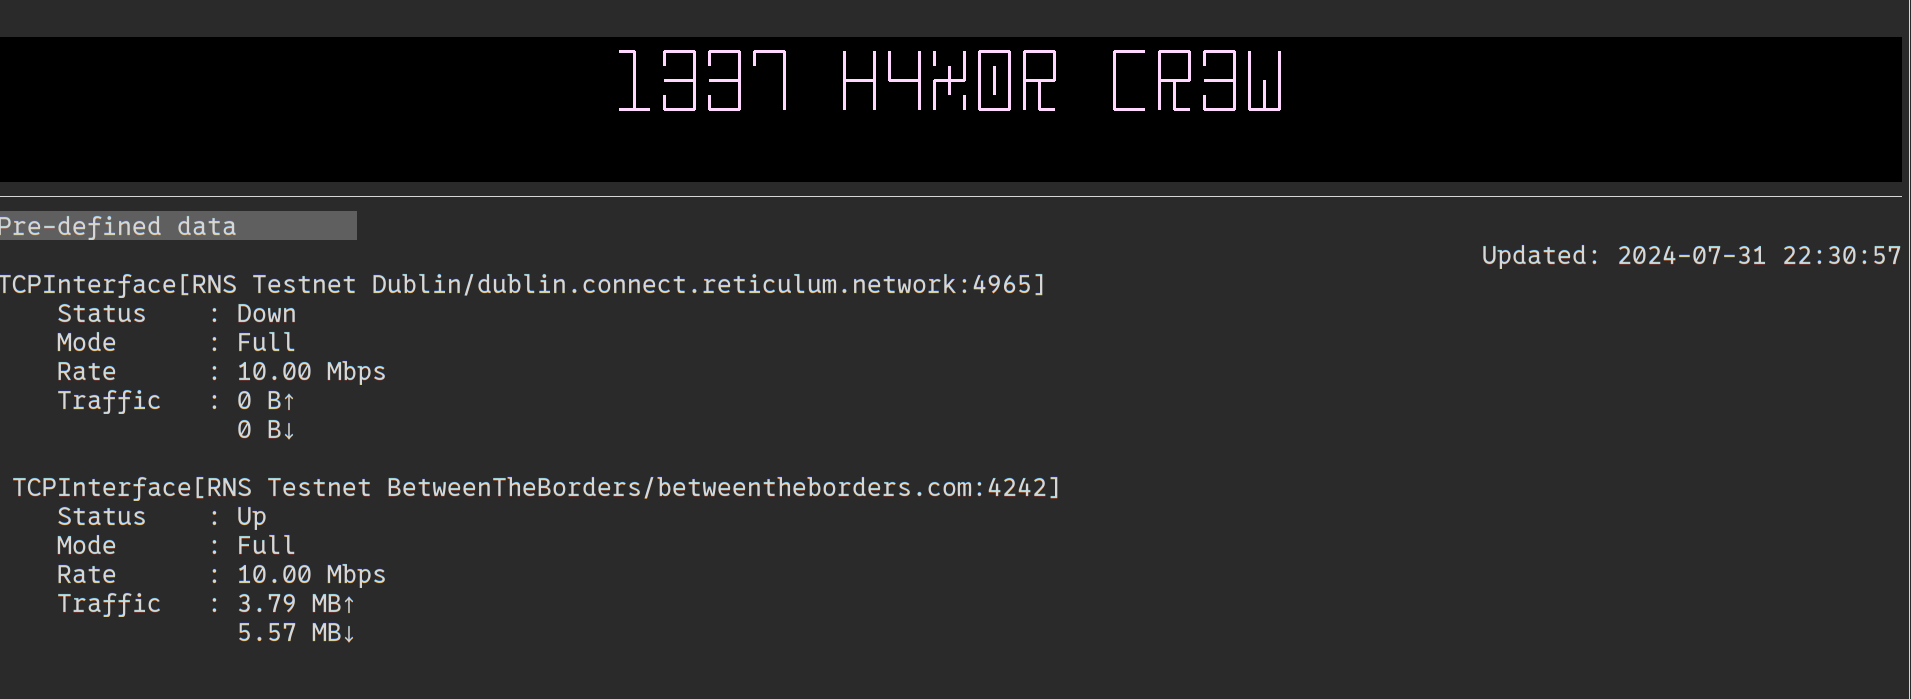 1337 H4X0R CR3W
Pre-defined data
Updated: 2024-07-31 22:30:57
TCPInterface[RNS Testnet Dublin/dublin.connect.reticulum.network:4965]
Status : Down
Mode : Full
Rate : 10.00 Mbps
Traffic : 0 B↑
0 B↓
TCPInterface[RNS Testnet BetweenTheBorders/betweentheborders.com:4242]
Status : Up
Mode : Full
Rate : 10.00 Mbps
Traffic : 3.79 MB↑
5.57 MB↓